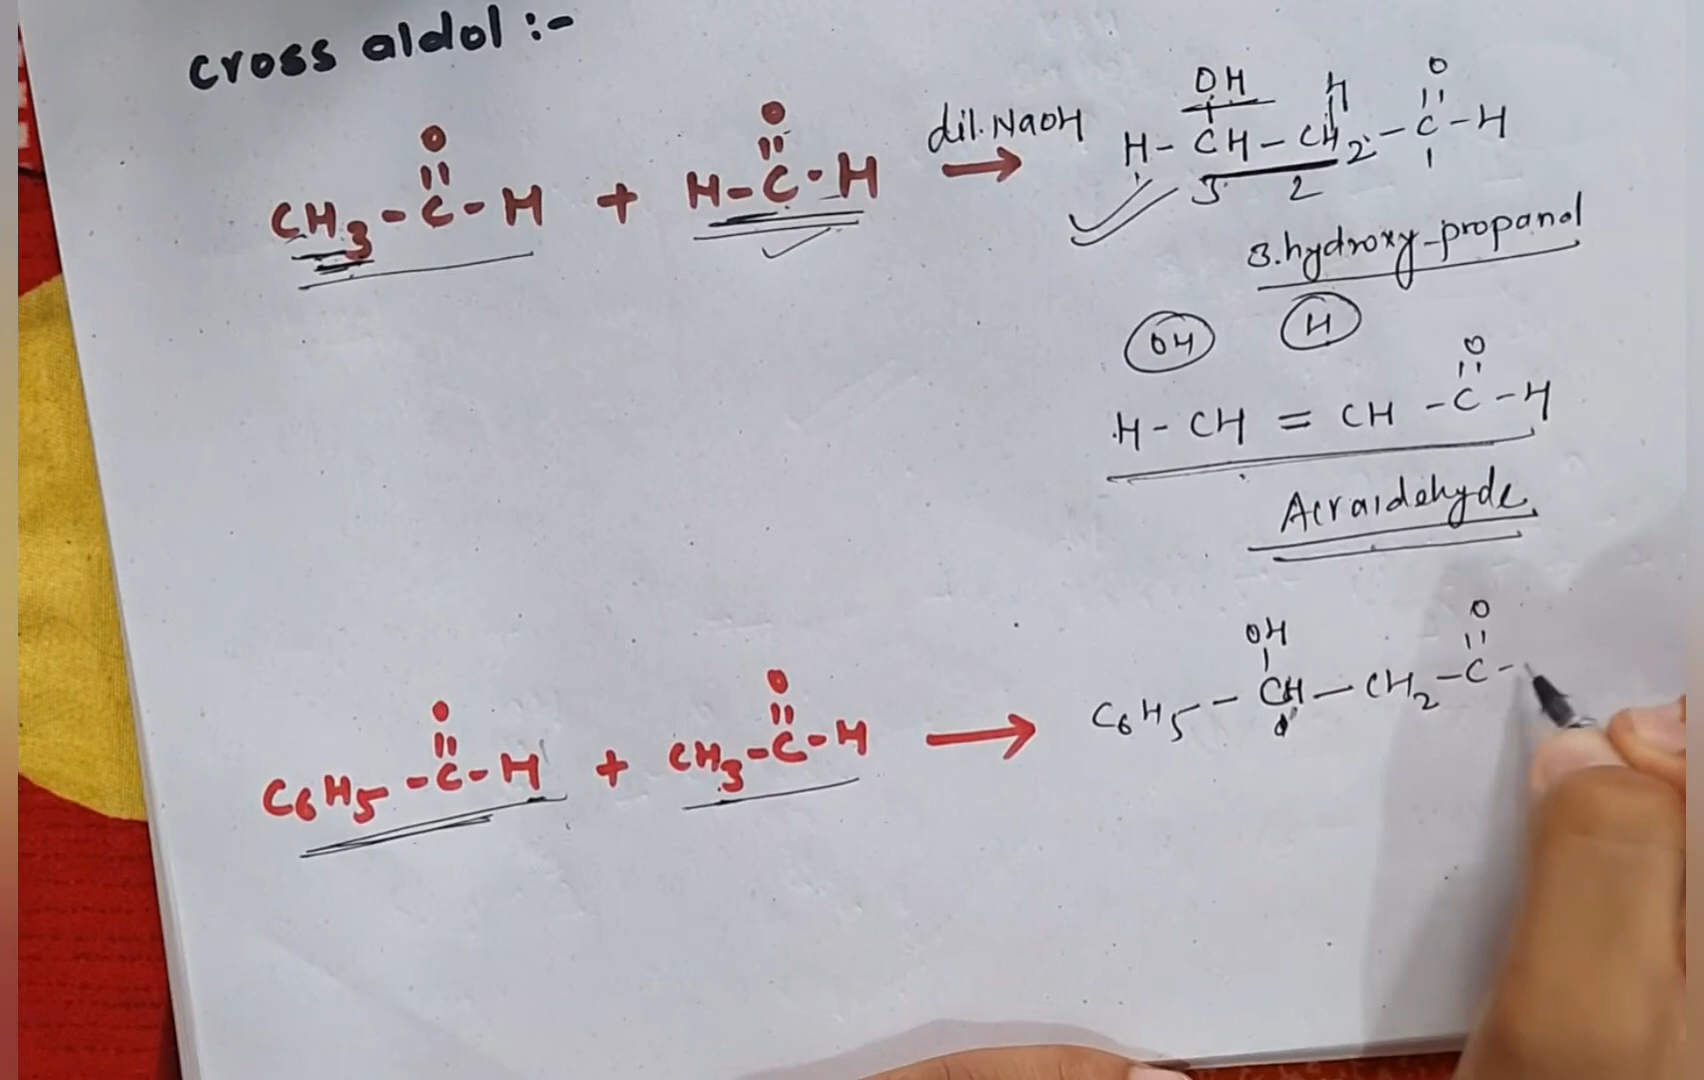 cross aldol :-
O O
CH3 - C - H + H - C - H
dil. NaOH
OH H O
H - CH - CH2 - C - H
3 2
3. hydroxy-propanal
OH H
O
H - CH = CH - C - H
Acraldehyde
O O
C6H5 - C - H + CH3 - C - H
OH O
C6H5 - CH - CH2 - C -